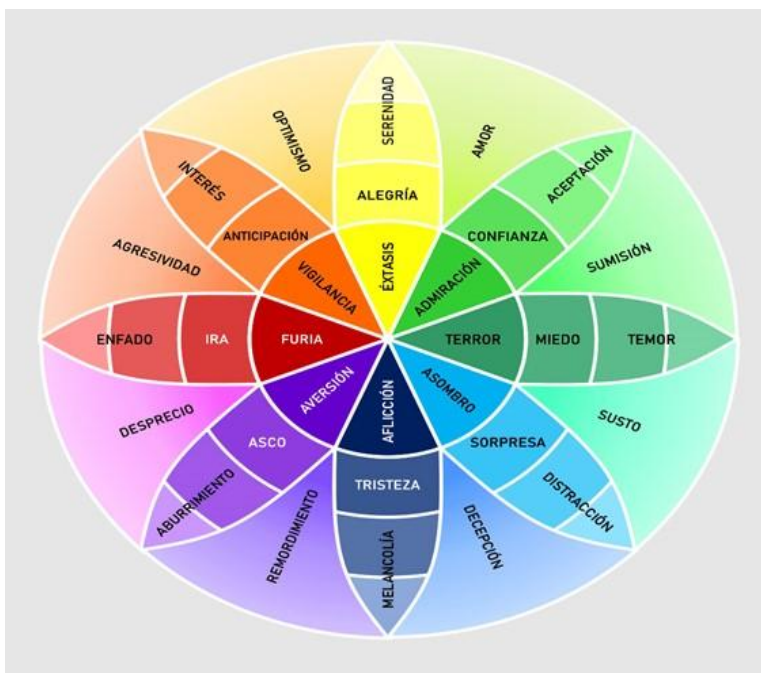 SERENIDAD
ALEGRÍA
ÉXTASIS
AMOR
ACEPTACIÓN
CONFIANZA
ADMIRACIÓN
SUMISIÓN
TEMOR
MIEDO
TERROR
SUSTO
DISTRACCIÓN
SORPRESA
ASOMBRO
DECEPCIÓN
MELANCOLÍA
TRISTEZA
AFLICCIÓN
REMORDIMIENTO
ABURRIMIENTO
ASCO
AVERSIÓN
DESPRECIO
ENFADO
IRA
FURIA
AGRESIVIDAD
INTERÉS
ANTICIPACIÓN
VIGILANCIA
OPTIMISMO